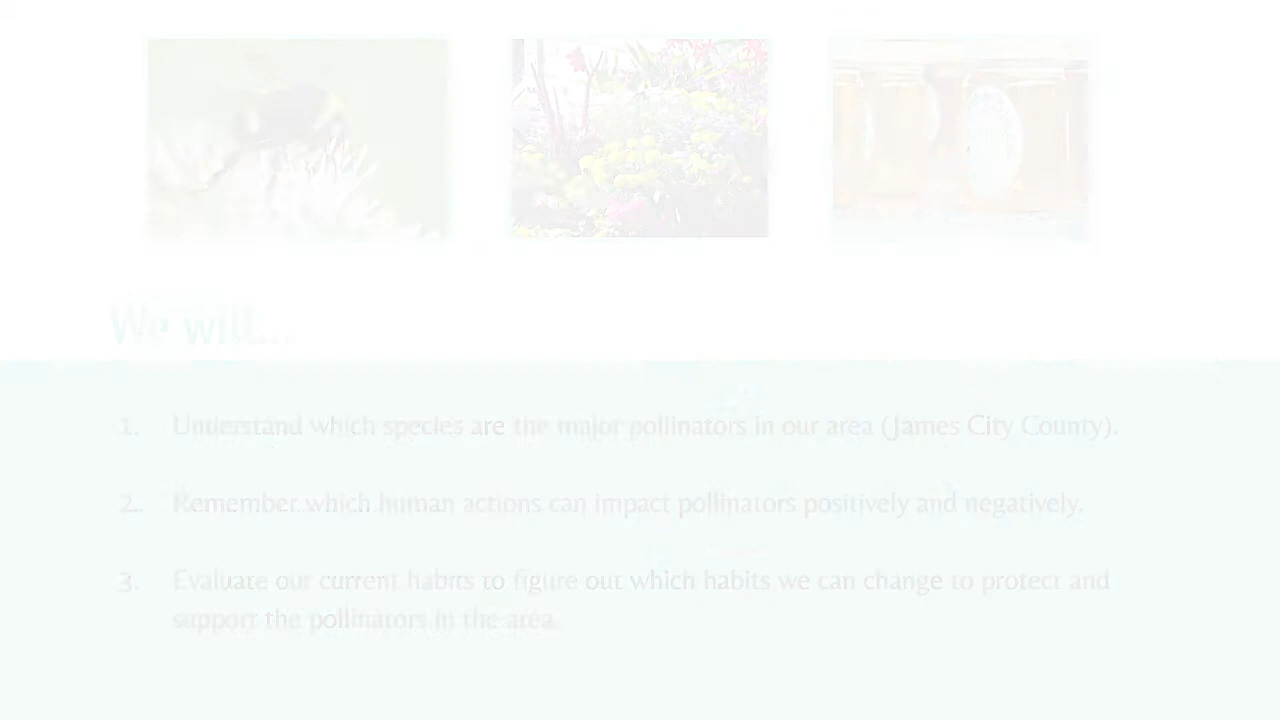 We will...
1. Understand which species are the major pollinators in our area (James City County).
2. Remember which human actions can impact pollinators positively and negatively.
3. Evaluate our current habits to figure out which habits we can change to protect and
support the pollinators in the area.